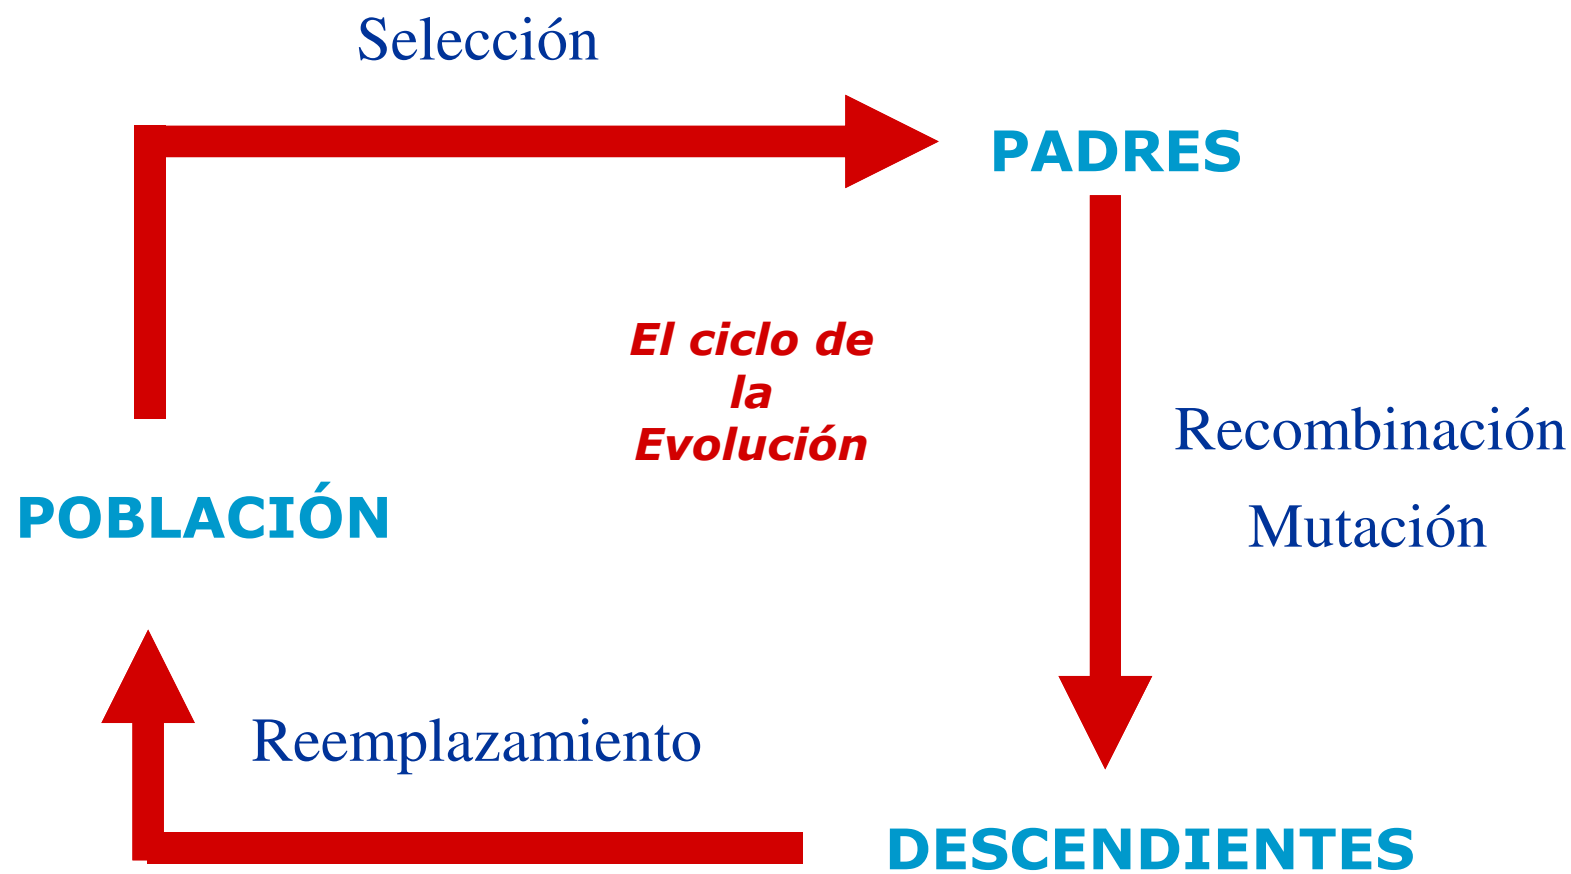 Selección
PADRES
El ciclo de
la
Evolución
Recombinación
Mutación
POBLACIÓN
Reemplazamiento
DESCENDIENTES